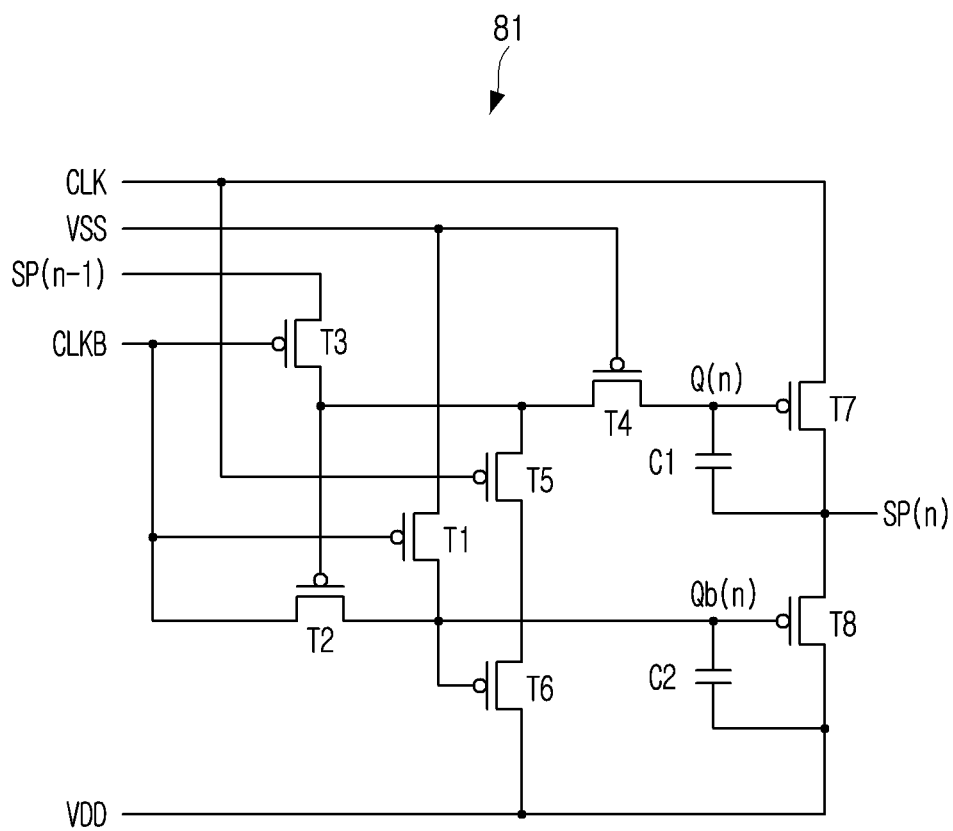 81
CLK
VSS
SP(n-1)
CLKB
T3
Q(n)
T7
T4
C1
T5
SP(n)
T1
Qb(n)
T8
T2
C2
T6
VDD